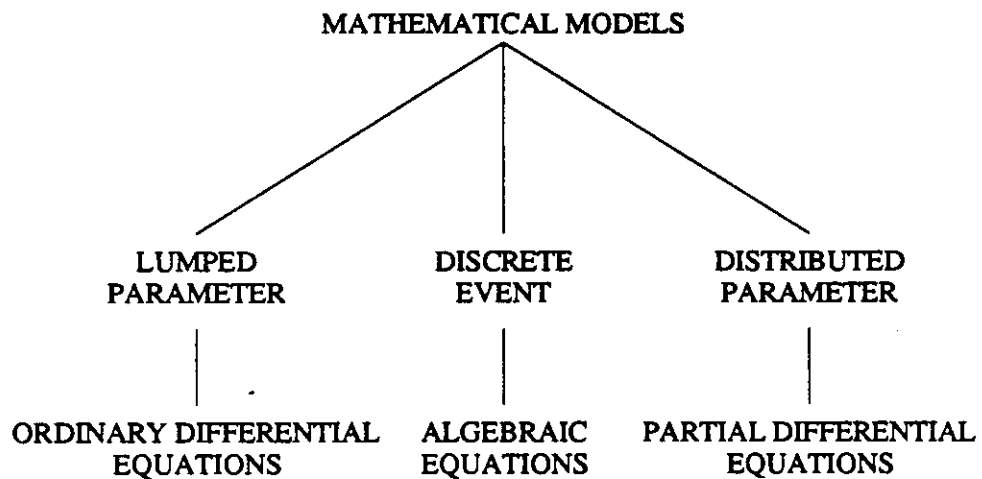 MATHEMATICAL MODELS
LUMPED
PARAMETER
DISCRETE
EVENT
DISTRIBUTED
PARAMETER
ORDINARY DIFFERENTIAL
EQUATIONS
ALGEBRAIC
EQUATIONS
PARTIAL DIFFERENTIAL
EQUATIONS